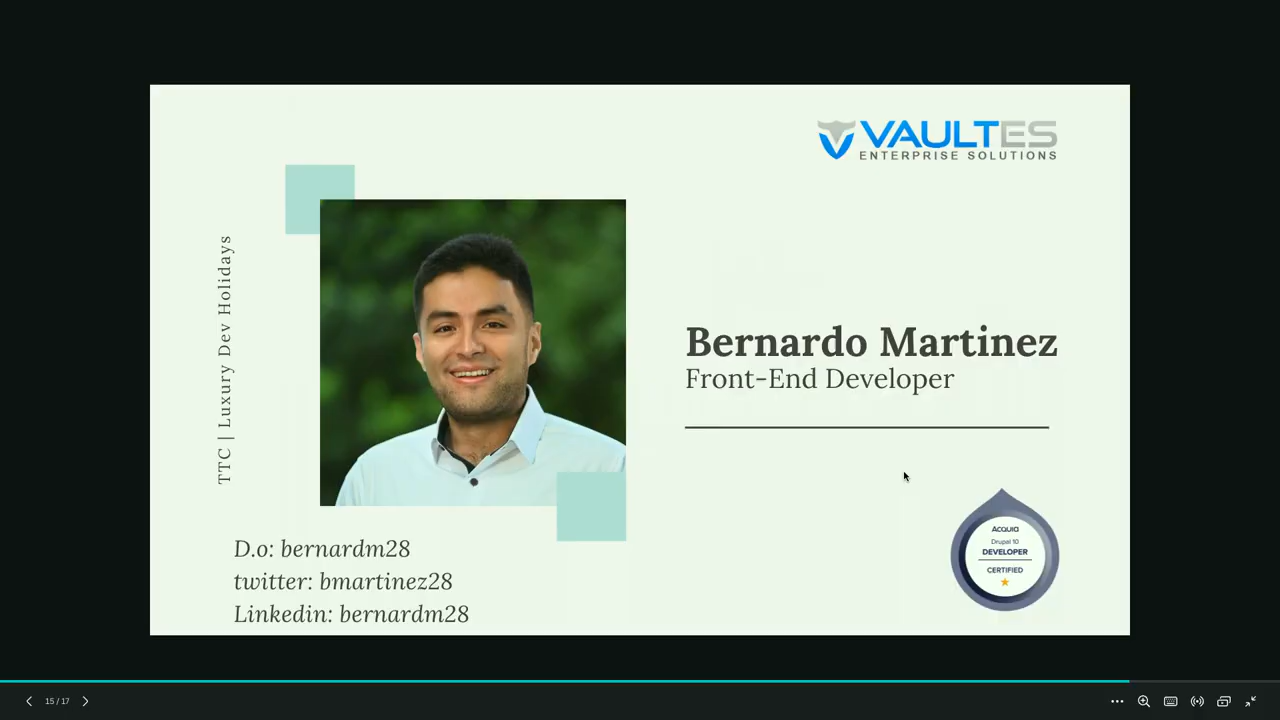 VAULTES
ENTERPRISE SOLUTIONS
TTC | Luxury Dev Holidays
Bernardo Martinez
Front-End Developer
D.o: bernardm28
twitter: bmartinez28
Linkedin: bernardm28
Acquia
Drupal 10
DEVELOPER
CERTIFIED
15 / 17